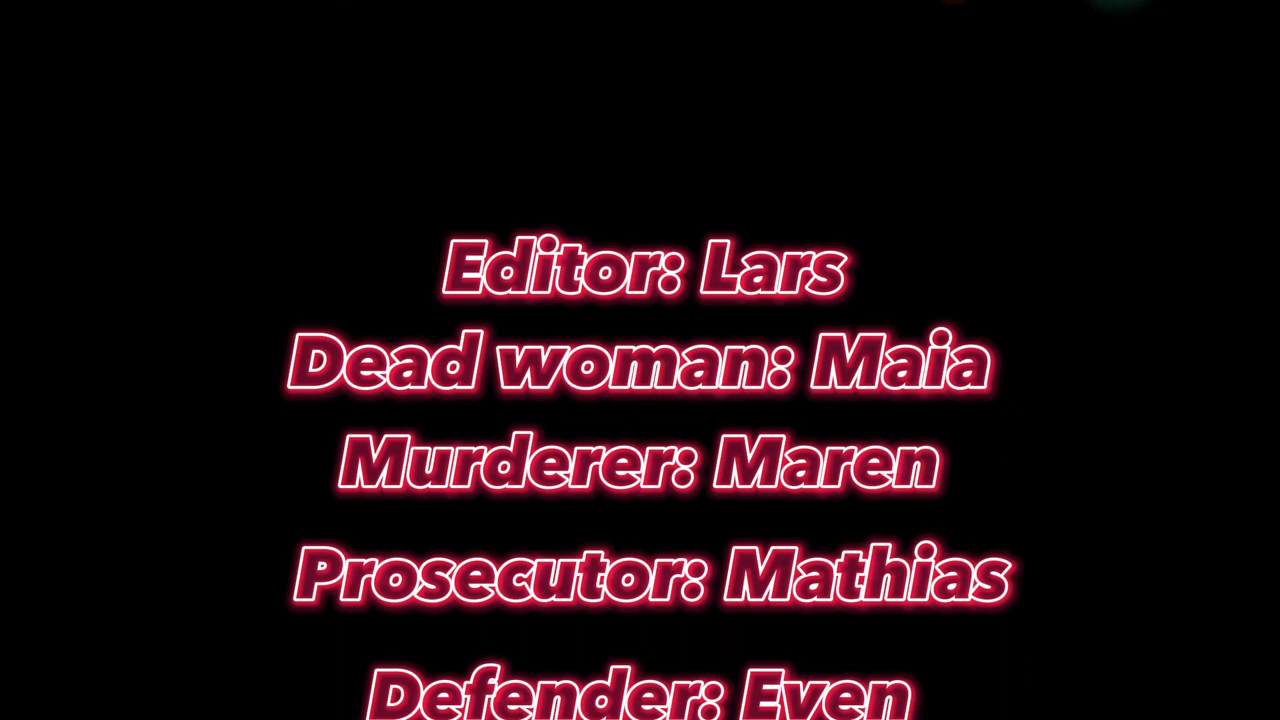 Editor: Lars
Dead woman: Maia
Murderer: Maren
Prosecutor: Mathias
Defender: Even